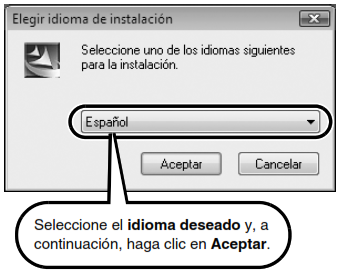 Elegir idioma de instalación
Seleccione uno de los idiomas siguientes
para la instalación.
Español
Aceptar
Cancelar
Seleccione el idioma deseado y, a
continuación, haga clic en Aceptar.